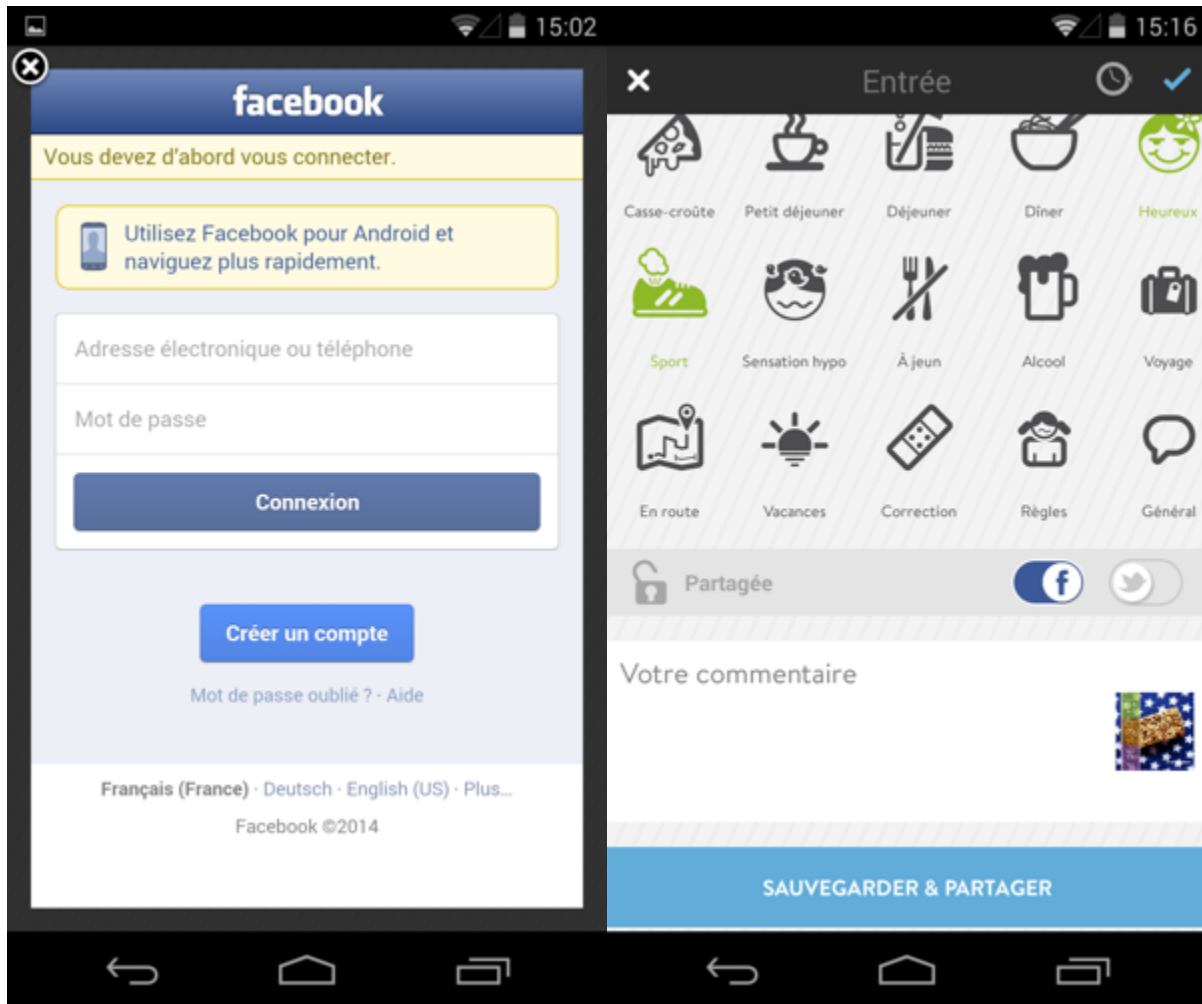 15:02
facebook
Vous devez d'abord vous connecter.
Utilisez Facebook pour Android et
naviguez plus rapidement.
Adresse électronique ou téléphone
Mot de passe
Connexion
Créer un compte
Mot de passe oublié ? · Aide
Français (France) · Deutsch · English (US) · Plus...
Facebook ©2014
15:16
Entrée
Casse-croûte Petit déjeuner Déjeuner Dîner Heureux
Sport Sensation hypo À jeun Alcool Voyage
En route Vacances Correction Règles Général
Partagée
Votre commentaire
SAUVEGARDER & PARTAGER